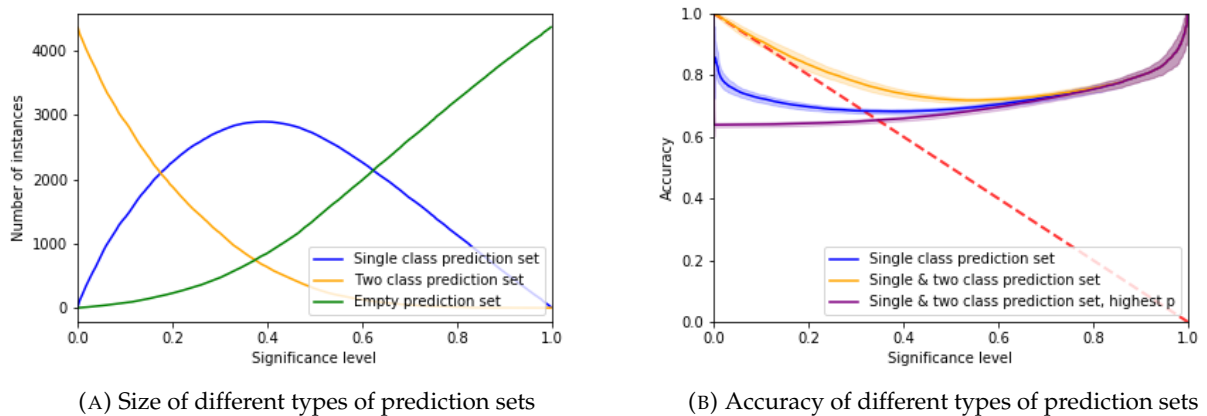 4000
3000
2000
1000
0
Number of instances
0.0 0.2 0.4 0.6 0.8 1.0
Significance level
Single class prediction set
Two class prediction set
Empty prediction set
(A) Size of different types of prediction sets
1.0
0.8
0.6
0.4
0.2
0.0
Accuracy
0.0 0.2 0.4 0.6 0.8 1.0
Significance level
Single class prediction set
Single & two class prediction set
Single & two class prediction set, highest p
(B) Accuracy of different types of prediction sets